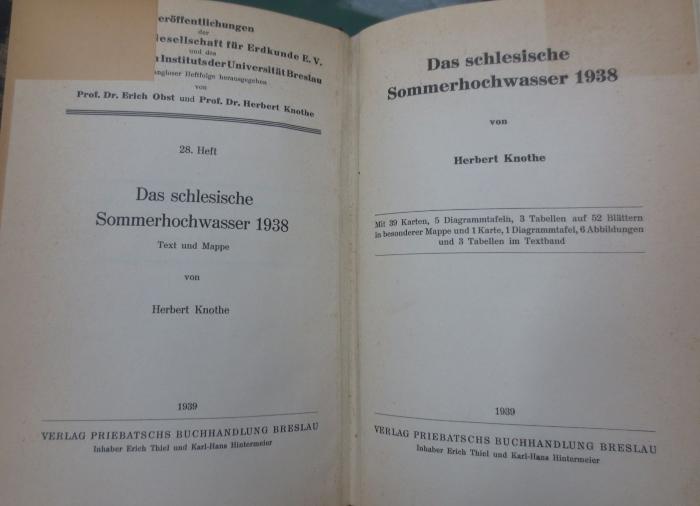 eröffentlichungen
der
esellschaft für Erdkunde E. V.
und des
n Instituts der Universität Breslau
angloser Heftfolge herausgegeben
von
Prof. Dr. Erich Obst und Prof. Dr. Herbert Knothe
28. Heft
Das schlesische
Sommerhochwasser 1938
Text und Mappe
von
Herbert Knothe
1939
VERLAG PRIEBATSCHS BUCHHANDLUNG BRESLAU
Inhaber Erich Thiel und Karl-Hans Hintermeier
Das schlesische
Sommerhochwasser 1938
von
Herbert Knothe
Mit 39 Karten, 5 Diagrammtafeln, 3 Tabellen auf 52 Blättern
in besonderer Mappe und 1 Karte, 1 Diagrammtafel, 6 Abbildungen
und 3 Tabellen im Textband
1939
VERLAG PRIEBATSCHS BUCHHANDLUNG BRESLAU
Inhaber Erich Thiel und Karl-Hans Hintermeier